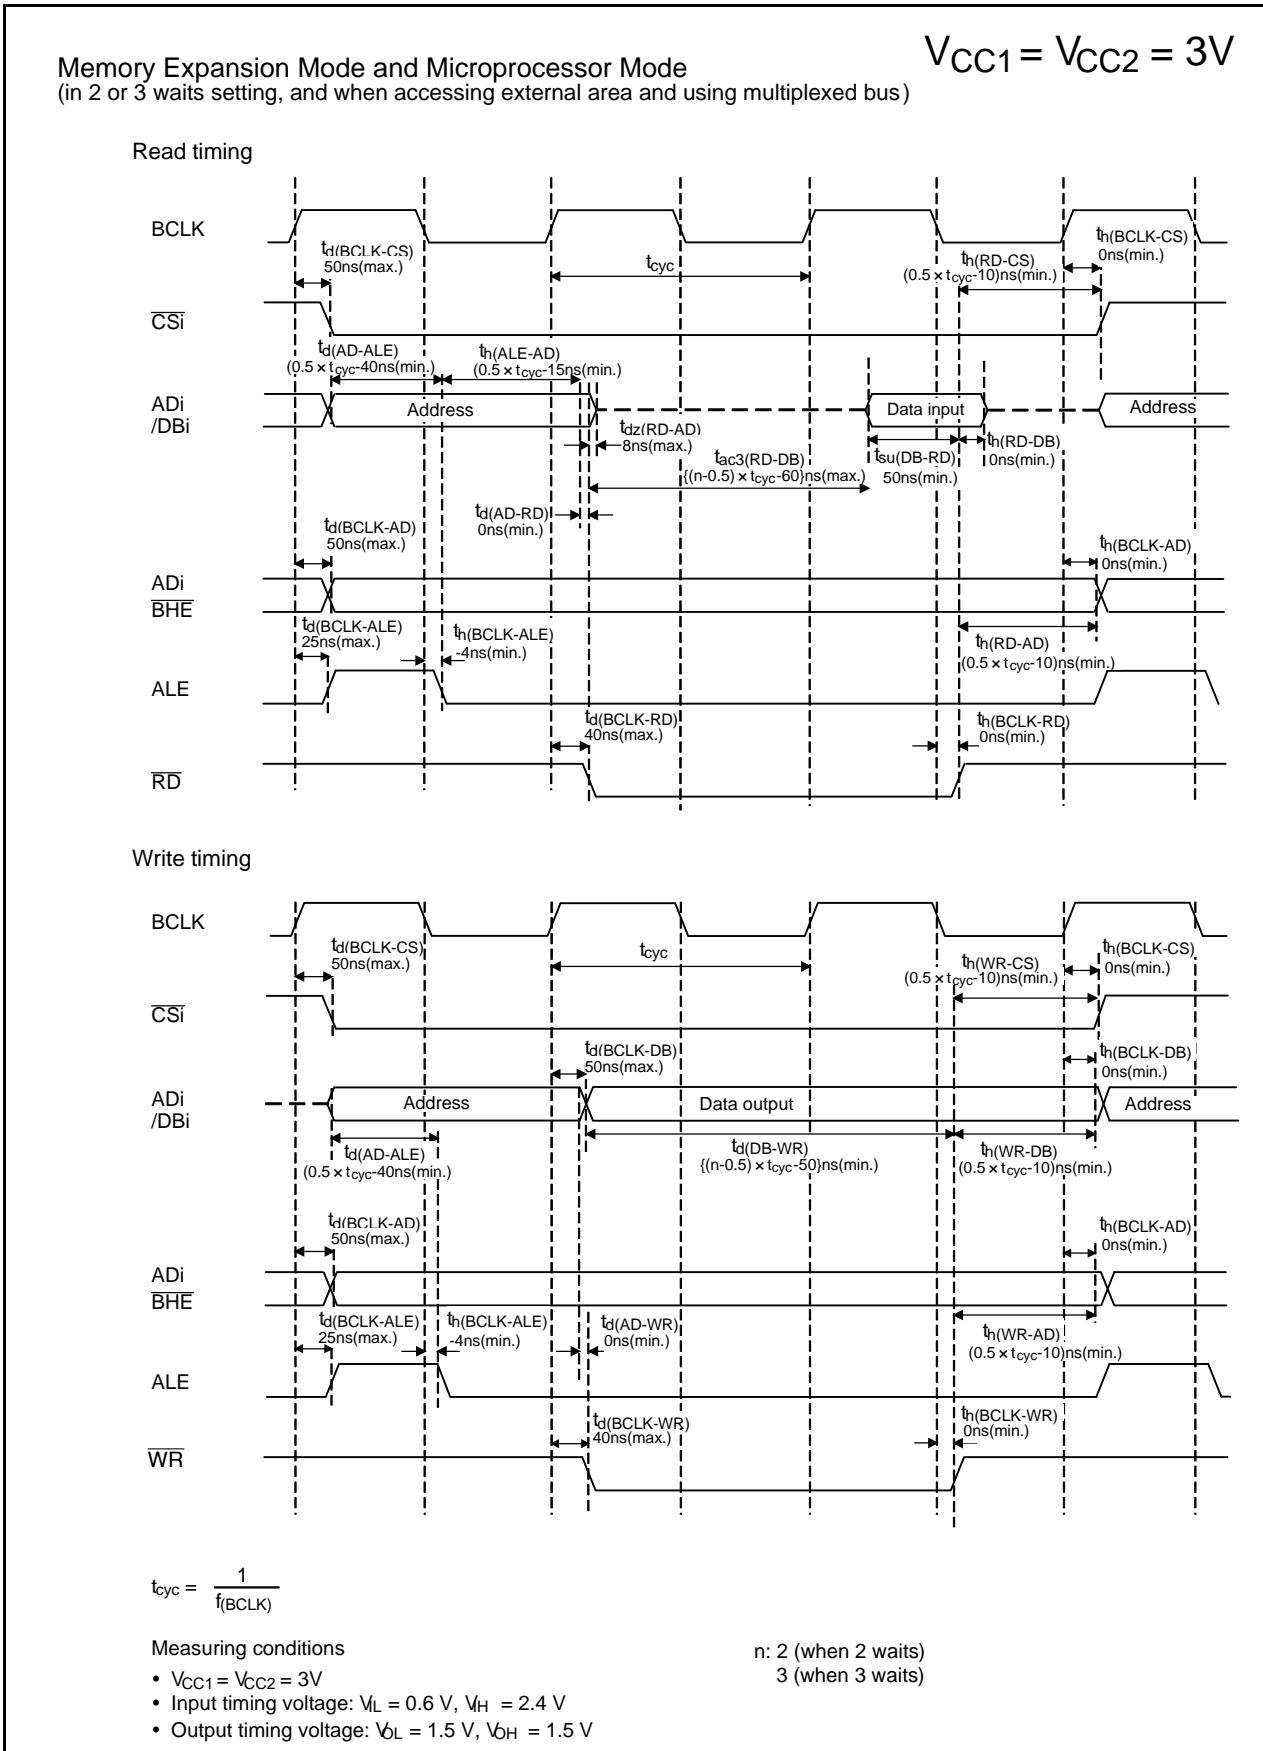 VCC1 = VCC2 = 3V
Memory Expansion Mode and Microprocessor Mode
(in 2 or 3 waits setting, and when accessing external area and using multiplexed bus)
Read timing
BCLK
td(BCLK-CS)
50ns(max.)
tcyc
th(RD-CS)
(0.5 × tcyc-10)ns(min.)
th(BCLK-CS)
0ns(min.)
CSi
td(AD-ALE)
(0.5 × tcyc-40ns(min.)
th(ALE-AD)
(0.5 × tcyc-15ns(min.)
ADi
/DBi
Address
Data input
Address
tdz(RD-AD)
8ns(max.)
tac3(RD-DB)
{(n-0.5) × tcyc-60}ns(max.)
tsu(DB-RD)
50ns(min.)
th(RD-DB)
0ns(min.)
td(AD-RD)
0ns(min.)
td(BCLK-AD)
50ns(max.)
th(BCLK-AD)
0ns(min.)
ADi
BHE
td(BCLK-ALE)
25ns(max.)
th(BCLK-ALE)
-4ns(min.)
th(RD-AD)
(0.5 × tcyc-10)ns(min.)
ALE
td(BCLK-RD)
40ns(max.)
th(BCLK-RD)
0ns(min.)
RD
Write timing
BCLK
td(BCLK-CS)
50ns(max.)
tcyc
th(WR-CS)
(0.5 × tcyc-10)ns(min.)
th(BCLK-CS)
0ns(min.)
CSi
td(BCLK-DB)
50ns(max.)
th(BCLK-DB)
0ns(min.)
ADi
/DBi
Address
Data output
Address
td(AD-ALE)
(0.5 × tcyc-40ns(min.)
td(DB-WR)
{(n-0.5) × tcyc-50}ns(min.)
th(WR-DB)
(0.5 × tcyc-10)ns(min.)
td(BCLK-AD)
50ns(max.)
th(BCLK-AD)
0ns(min.)
ADi
BHE
td(BCLK-ALE)
25ns(max.)
th(BCLK-ALE)
-4ns(min.)
td(AD-WR)
0ns(min.)
th(WR-AD)
(0.5 × tcyc-10)ns(min.)
ALE
td(BCLK-WR)
40ns(max.)
th(BCLK-WR)
0ns(min.)
WR
tcyc = 1
f(BCLK)
Measuring conditions
• VCC1 = VCC2 = 3V
• Input timing voltage: VIL = 0.6 V, VIH = 2.4 V
• Output timing voltage: VOL = 1.5 V, VOH = 1.5 V
n: 2 (when 2 waits)
3 (when 3 waits)